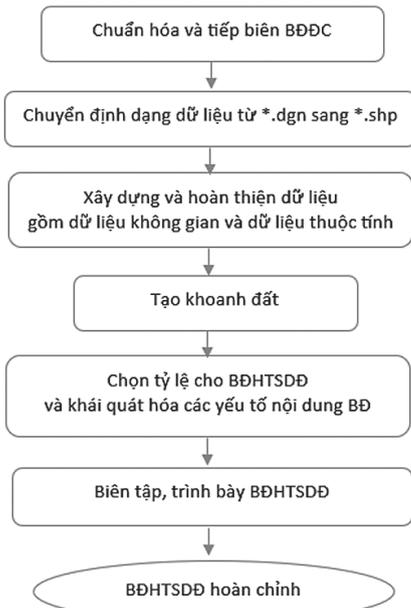 Chuẩn hóa và tiếp biên BĐĐC
Chuyển định dạng dữ liệu từ *.dgn sang *.shp
Xây dựng và hoàn thiện dữ liệu
gồm dữ liệu không gian và dữ liệu thuộc tính
Tạo khoanh đất
Chọn tỷ lệ cho BĐHTSDĐ
và khái quát hóa các yếu tố nội dung BĐ
Biên tập, trình bày BĐHTSDĐ
BĐHTSDĐ hoàn chỉnh